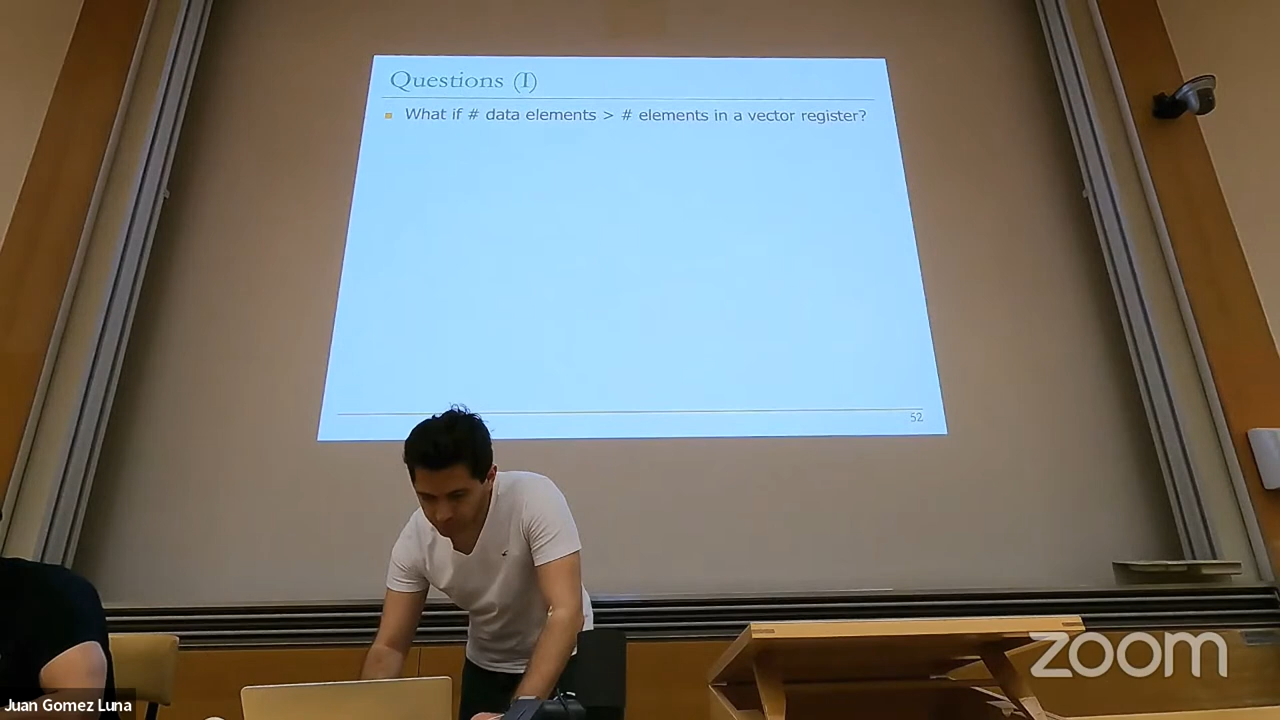 Questions (I)
What if # data elements > # elements in a vector register?
52
zoom
Juan Gomez Luna